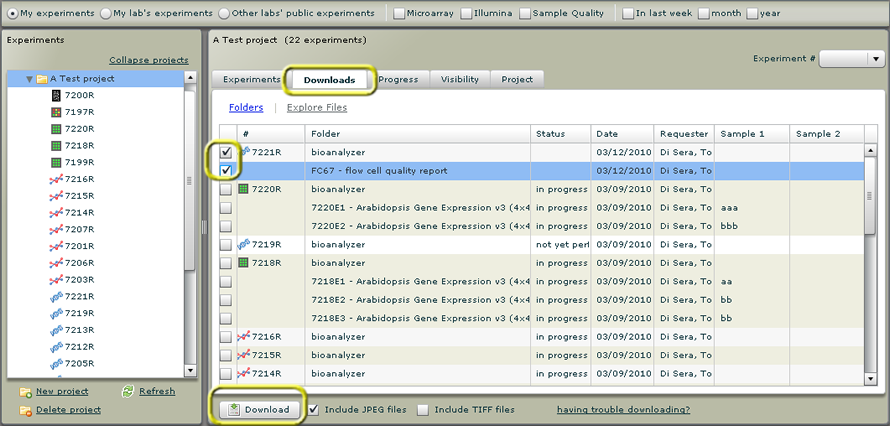 My experiments My lab's experiments Other labs' public experiments Microarray Illumina Sample Quality In last week month year
Experiments
Collapse projects
A Test project
7200R
7197R
7220R
7218R
7199R
7216R
7215R
7214R
7207R
7201R
7206R
7203R
7221R
7219R
7213R
7212R
7205R
New project Refresh
Delete project
A Test project (22 experiments)
Experiment #
Experiments Downloads Progress Visibility Project
Folders | Explore Files
# Folder Status Date Requester Sample 1 Sample 2
7221R bioanalyzer 03/12/2010 Di Sera, To
FC67 - flow cell quality report 03/12/2010 Di Sera, To
7220R bioanalyzer in progress 03/09/2010 Di Sera, To
7220E1 - Arabidopsis Gene Expression v3 (4x4 in progress 03/09/2010 Di Sera, To aaa
7220E2 - Arabidopsis Gene Expression v3 (4x4 in progress 03/09/2010 Di Sera, To bbb
7219R bioanalyzer not yet perf 03/09/2010 Di Sera, To
7218R bioanalyzer in progress 03/09/2010 Di Sera, To
7218E1 - Arabidopsis Gene Expression v3 (4x4 in progress 03/09/2010 Di Sera, To aa
7218E2 - Arabidopsis Gene Expression v3 (4x4 in progress 03/09/2010 Di Sera, To bb
7218E3 - Arabidopsis Gene Expression v3 (4x4 in progress 03/09/2010 Di Sera, To bb
7216R bioanalyzer in progress 03/09/2010 Di Sera, To
7215R bioanalyzer in progress 03/09/2010 Di Sera, To
7214R bioanalyzer in progress 03/09/2010 Di Sera, To
Download Include JPEG files Include TIFF files having trouble downloading?